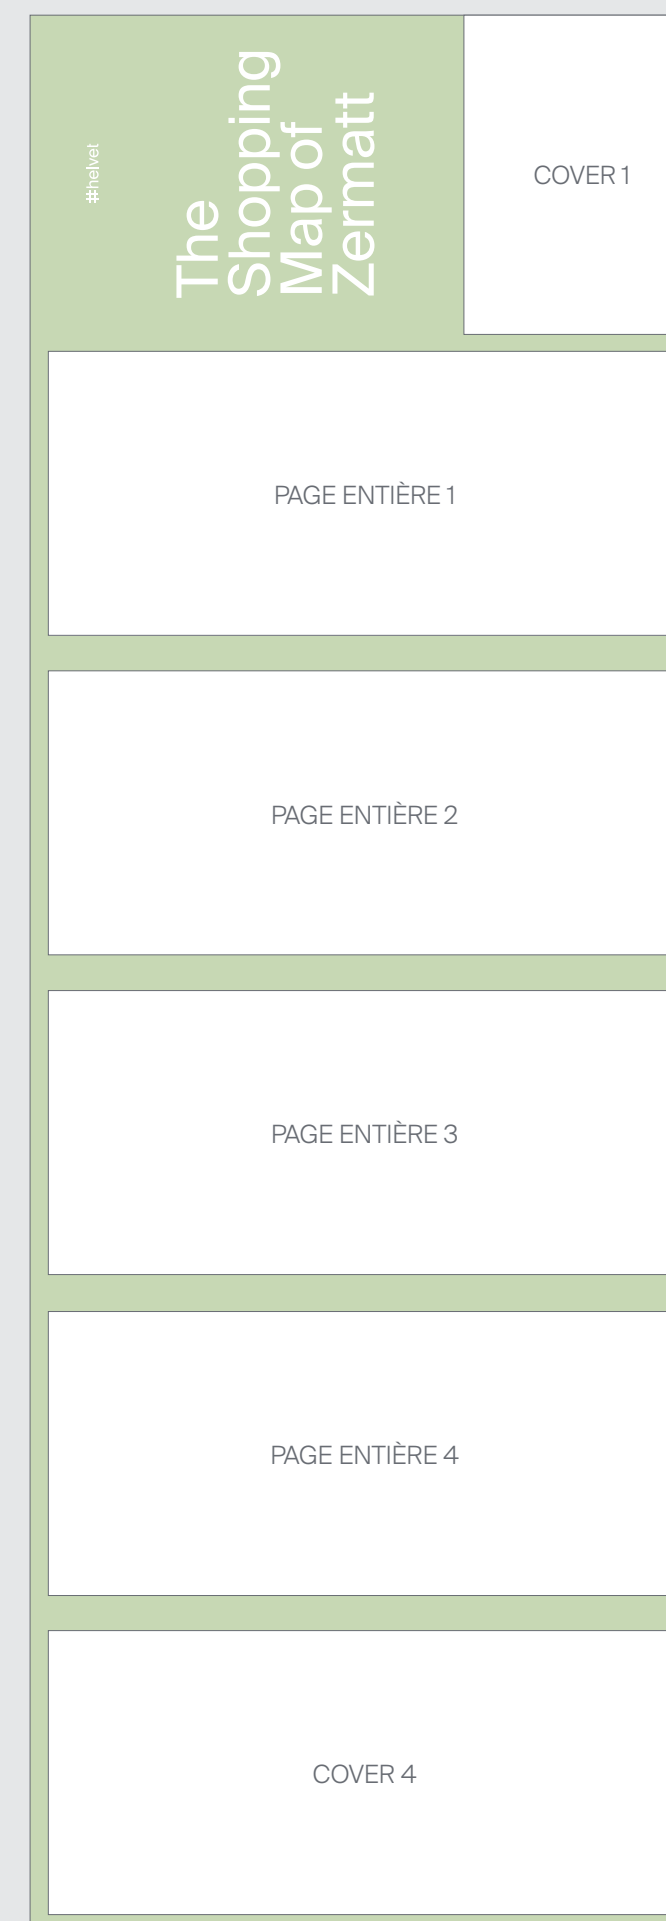 #helvet
The
Shopping
Map of
Zermatt
COVER 1
PAGE ENTIÈRE 1
PAGE ENTIÈRE 2
PAGE ENTIÈRE 3
PAGE ENTIÈRE 4
COVER 4